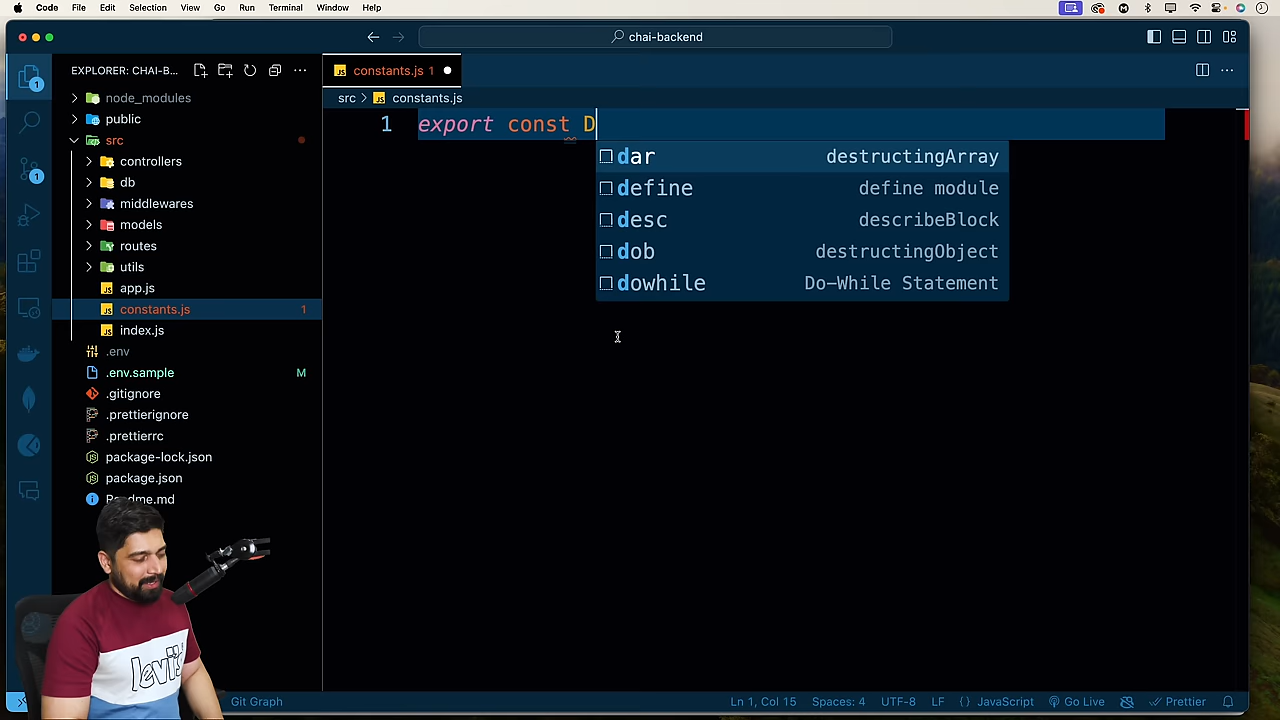 Code File Edit Selection View Go Run Terminal Window Help
chai-backend
EXPLORER: CHAI-B...
constants.js 1
src > constants.js
1
export const D
dar destructingArray
define define module
desc describeBlock
dob destructingObject
dowhile Do-While Statement
1
1
node_modules
public
src
controllers
db
middlewares
models
routes
utils
app.js
constants.js 1
index.js
.env
.env.sample M
.gitignore
.prettierignore
.prettierrc
package-lock.json
package.json
Readme.md
levi's
Git Graph
Ln 1, Col 15 Spaces: 4 UTF-8 LF {} JavaScript Go Live Prettier